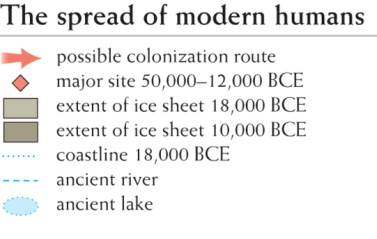 The spread of modern humans
possible colonization route
major site 50,000–12,000 BCE
extent of ice sheet 18,000 BCE
extent of ice sheet 10,000 BCE
coastline 18,000 BCE
ancient river
ancient lake